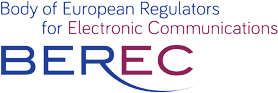 Body of European Regulators
for Electronic Communications
BEREC